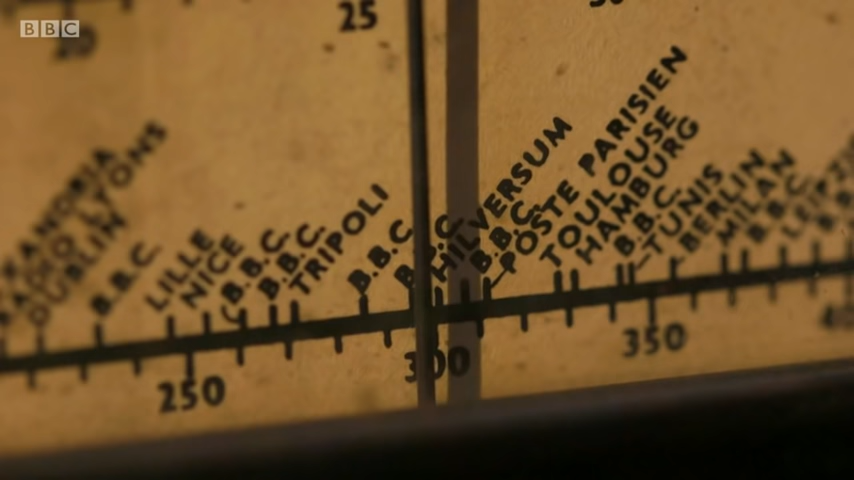 BBC
20
25
RADIO LYONS
DUBLIN
B.B.C.
LILLE
NICE
B.B.C.
B.B.C.
TRIPOLI
B.B.C.
B.B.C.
HILVERSUM
B.B.C.
POSTE PARISIEN
TOULOUSE
HAMBURG
B.B.C.
TUNIS
BERLIN
MILAN
B.B.C.
250
300
350